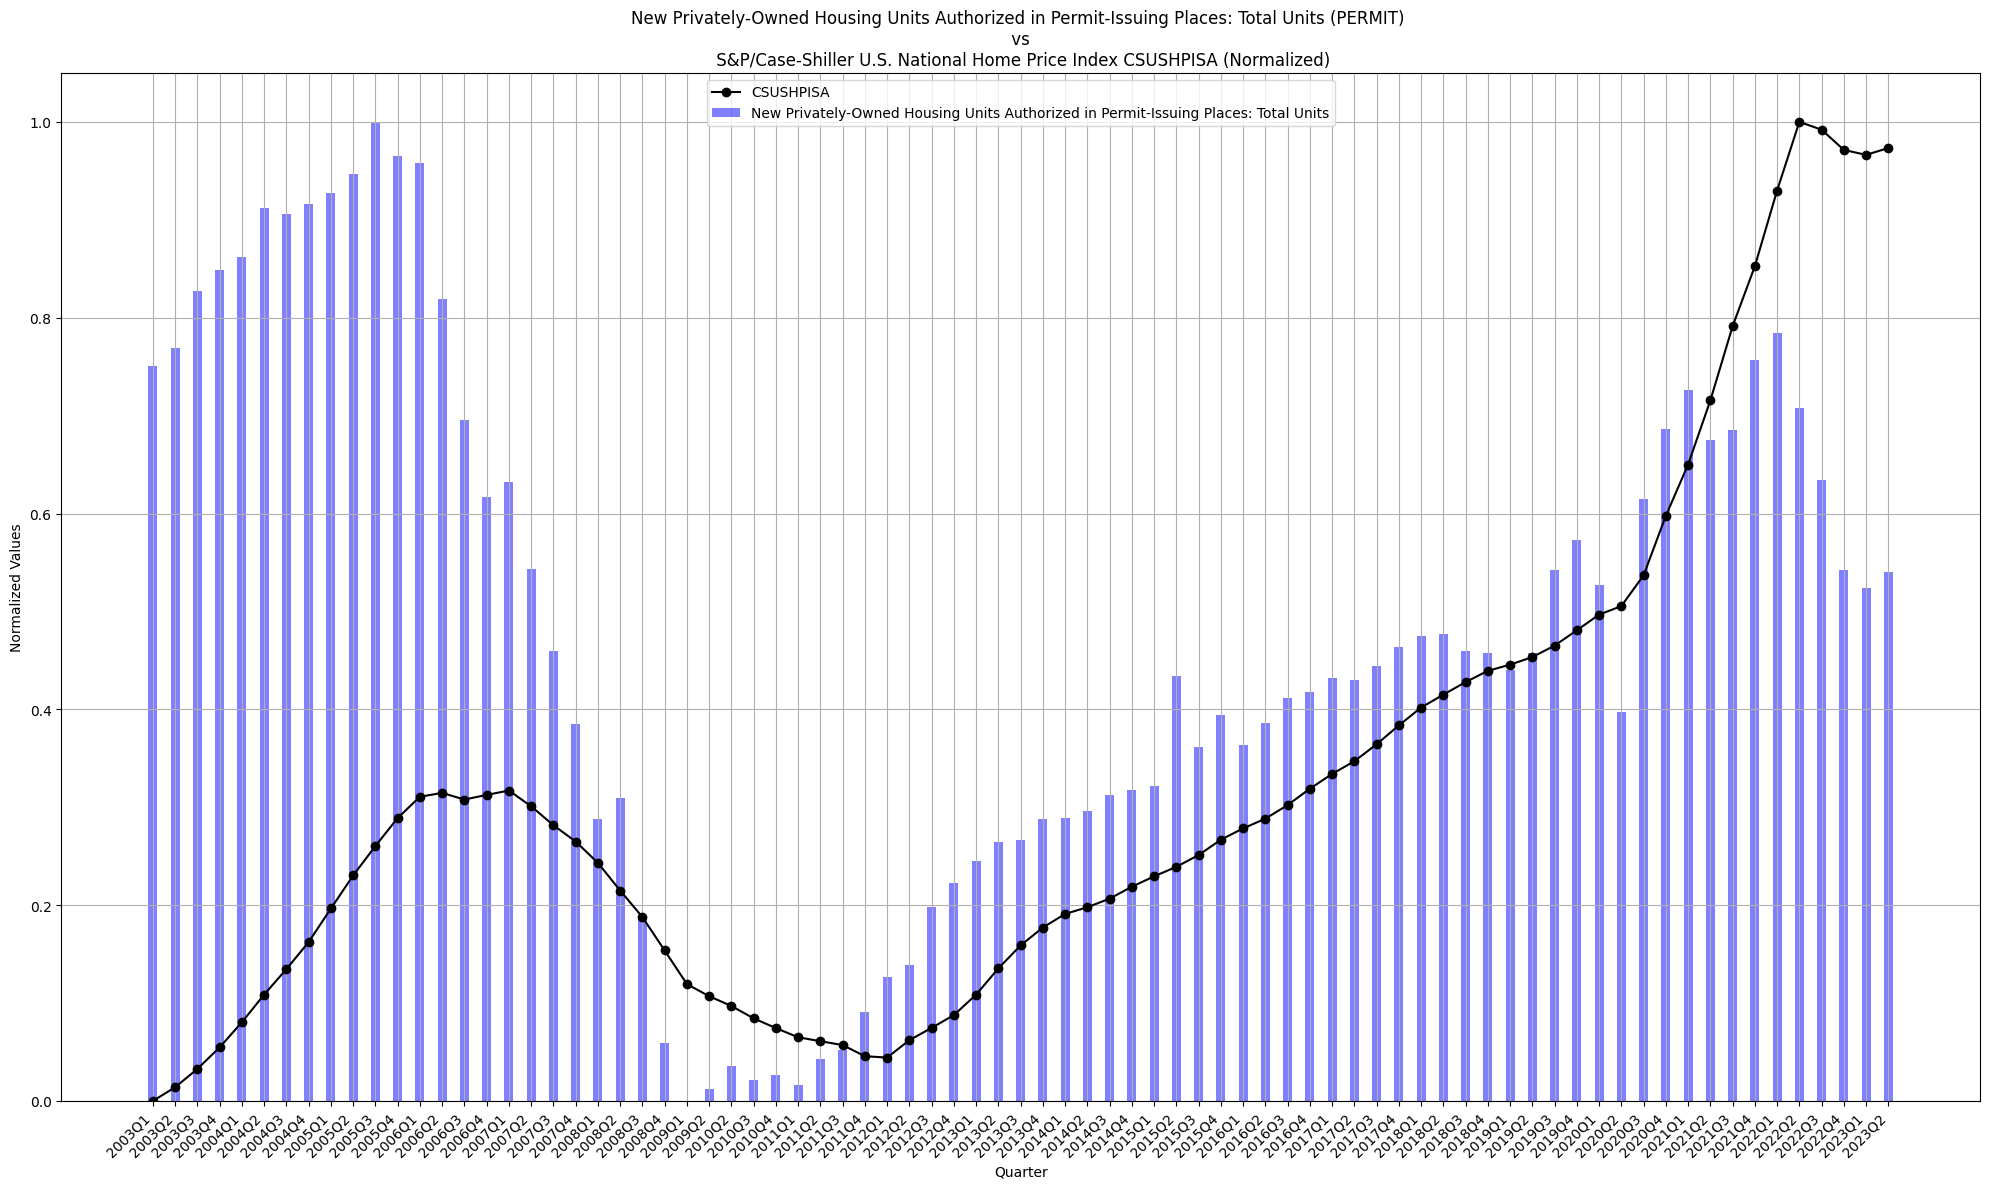 New Privately-Owned Housing Units Authorized in Permit-Issuing Places: Total Units (PERMIT)
vs
S&P/Case-Shiller U.S. National Home Price Index CSUSHPISA (Normalized)
CSUSHPISA
New Privately-Owned Housing Units Authorized in Permit-Issuing Places: Total Units
Normalized Values
1.0
0.8
0.6
0.4
0.2
0.0
2003Q1
2003Q2
2003Q3
2003Q4
2004Q1
2004Q2
2004Q3
2004Q4
2005Q1
2005Q2
2005Q3
2005Q4
2006Q1
2006Q2
2006Q3
2006Q4
2007Q1
2007Q2
2007Q3
2007Q4
2008Q1
2008Q2
2008Q3
2008Q4
2009Q1
2009Q2
2010Q2
2010Q3
2010Q4
2011Q1
2011Q2
2011Q3
2011Q4
2012Q1
2012Q2
2012Q3
2012Q4
2013Q1
2013Q2
2013Q3
2013Q4
2014Q1
2014Q2
2014Q3
2014Q4
2015Q1
2015Q2
2015Q3
2015Q4
2016Q1
2016Q2
2016Q3
2016Q4
2017Q1
2017Q2
2017Q3
2017Q4
2018Q1
2018Q2
2018Q3
2018Q4
2019Q1
2019Q2
2019Q3
2019Q4
2020Q1
2020Q2
2020Q3
2020Q4
2021Q1
2021Q2
2021Q3
2021Q4
2022Q1
2022Q2
2022Q3
2022Q4
2023Q1
2023Q2
Quarter